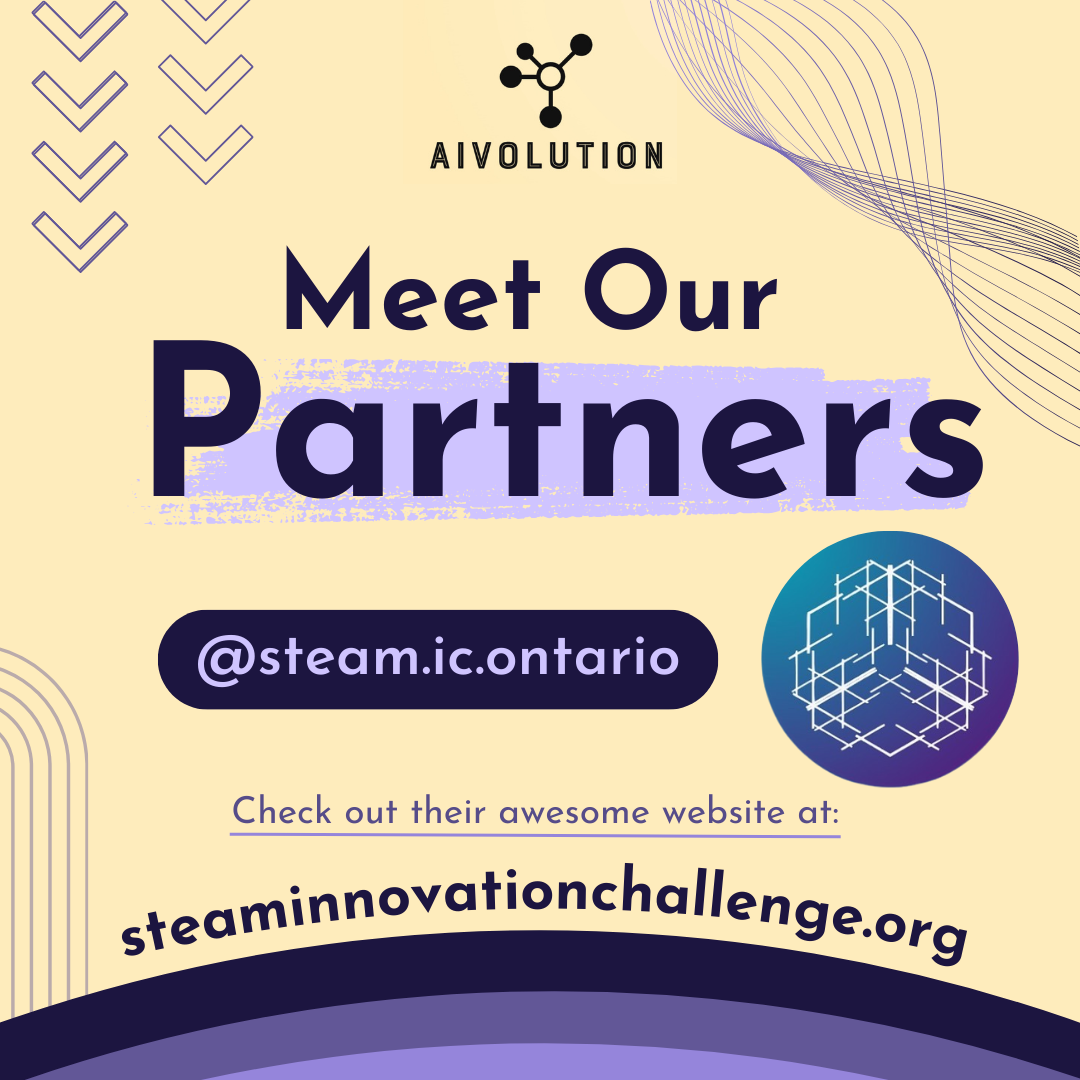 AIVOLUTION
Meet Our
Partners
@steam.ic.ontario
Check out their awesome website at:
steaminnovationchallenge.org